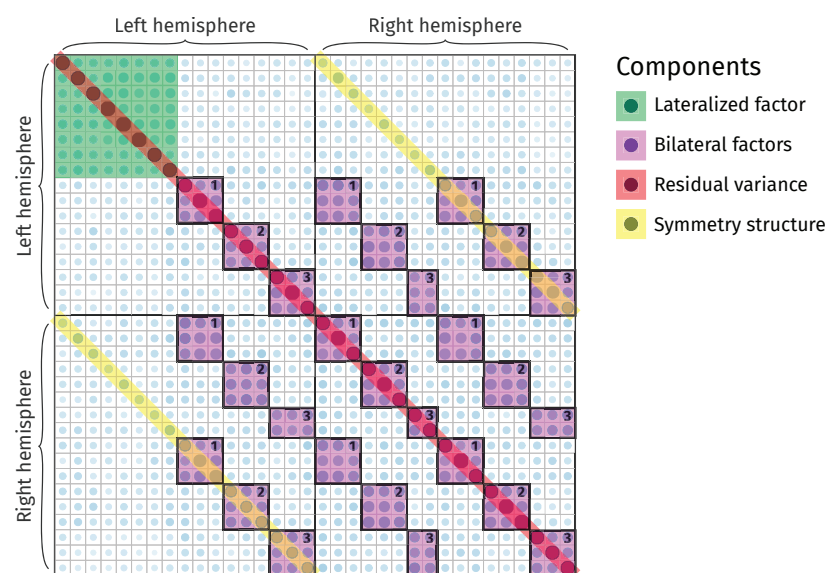 Left hemisphere
Right hemisphere
Components
Lateralized factor
Bilateral factors
Residual variance
Symmetry structure
Left hemisphere
Right hemisphere
1 1 1
2 2 2
3 3 3
1 1 1
2 2 2
3 3 3
1 1 1
2 2 2
3 3 3